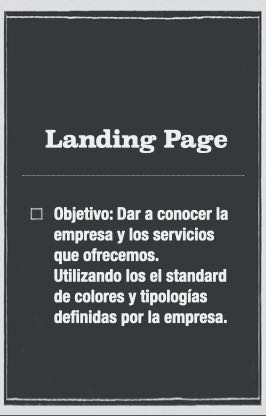 Landing Page
Objetivo: Dar a conocer la
empresa y los servicios
que ofrecemos.
Utilizando los el standard
de colores y tipologías
definidas por la empresa.